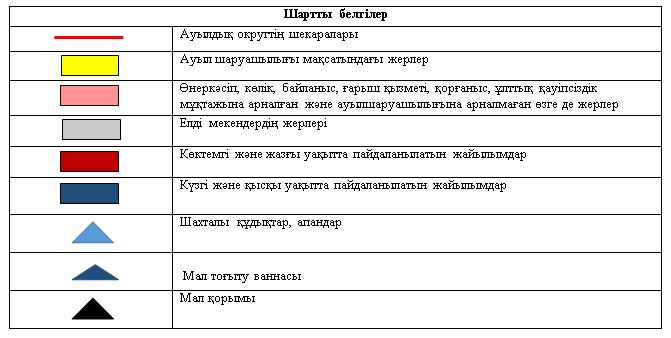 Шартты белгілер
Ауылдық округтің шекаралары
Ауыл шаруашылығы мақсатындағы жерлер
Өнеркәсіп, көлік, байланыс, ғарыш қызметі, қорғаныс, ұлттық қауіпсіздік
мұқтажына арналған және ауылшаруашылығына арналмаған өзге де жерлер
Елді мекендердің жерлері
Көктемгі және жазғы уақытта пайдаланылатын жайылымдар
Күзгі және қысқы уақытта пайдаланылатын жайылымдар
Шахталы құдықтар, апандар
Мал тоғыту ваннасы
Мал қорымы